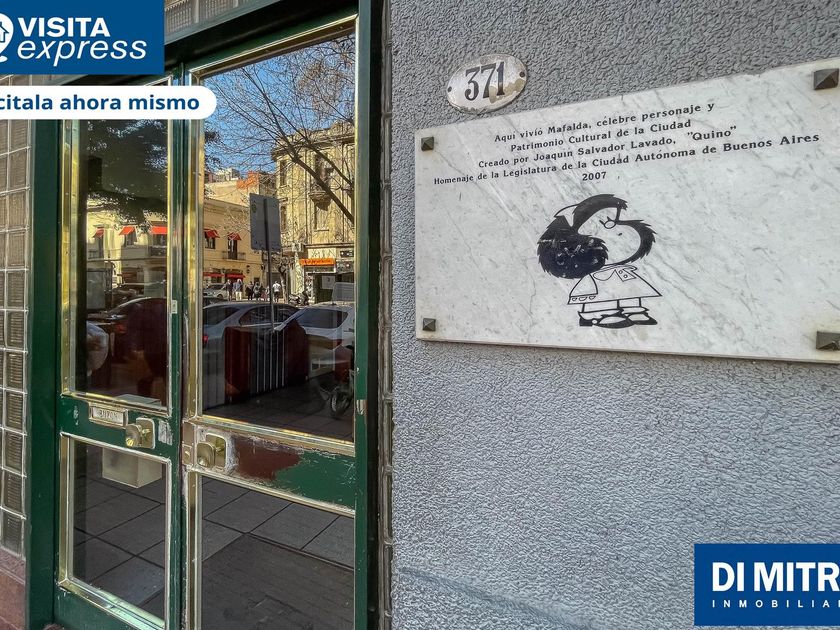 VISITA
express
citala ahora mismo
371
Aquí vivió Mafalda, célebre personaje y
Patrimonio Cultural de la Ciudad
Creado por Joaquín Salvador Lavado, "Quino"
Homenaje de la Legislatura de la Ciudad Autónoma de Buenos Aires
2007
DI MITR
INMOBILIA